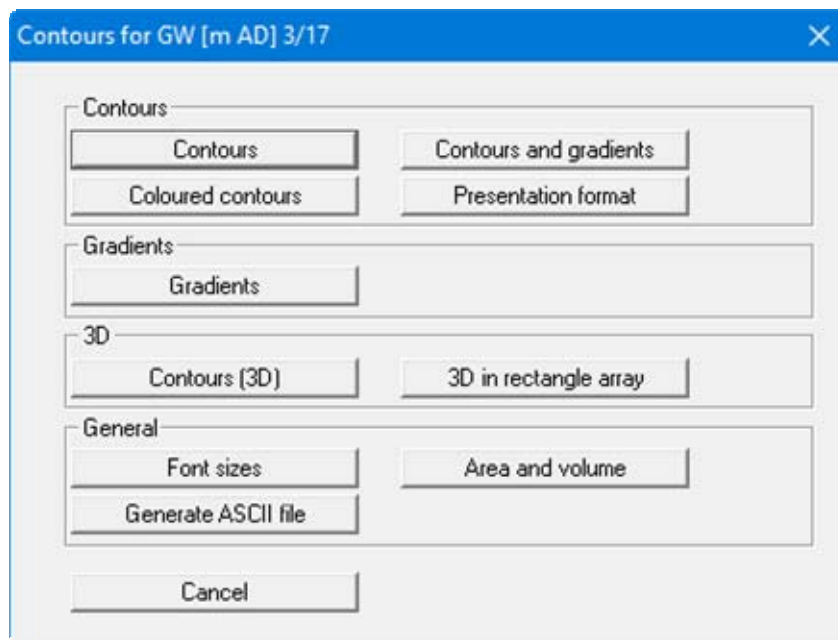 Contours for GW [m AD] 3/17
Contours
Contours Contours and gradients
Coloured contours Presentation format
Gradients
Gradients
3D
Contours (3D) 3D in rectangle array
General
Font sizes Area and volume
Generate ASCII file
Cancel